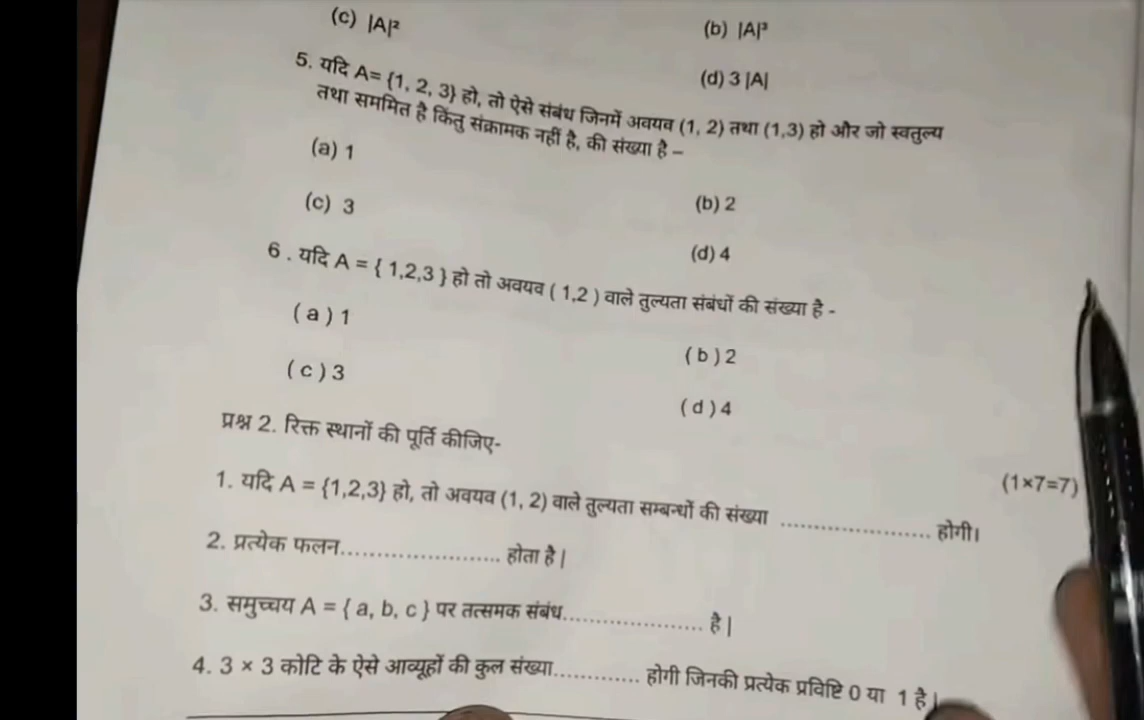 (c) |A|² (b) |A|³
(d) 3 |A|
5. यदि A= {1, 2, 3} हो, तो ऐसे संबंध जिनमें अवयव (1, 2) तथा (1,3) हो और जो स्वतुल्य
तथा सममित है किंतु संक्रामक नहीं है, की संख्या है –
(a) 1
(b) 2
(c) 3
(d) 4
6 . यदि A = { 1,2,3 } हो तो अवयव ( 1,2 ) वाले तुल्यता संबंधों की संख्या है -
( a ) 1
( b ) 2
( c ) 3
( d ) 4
प्रश्न 2. रिक्त स्थानों की पूर्ति कीजिए-
(1×7=7)
1. यदि A = {1,2,3} हो, तो अवयव (1, 2) वाले तुल्यता सम्बन्धों की संख्या ........................ होगी।
2. प्रत्येक फलन........................ होता है |
3. समुच्चय A = { a, b, c } पर तत्समक संबंध..................... है |
4. 3 × 3 कोटि के ऐसे आव्यूहों की कुल संख्या............. होगी जिनकी प्रत्येक प्रविष्टि 0 या 1 है |